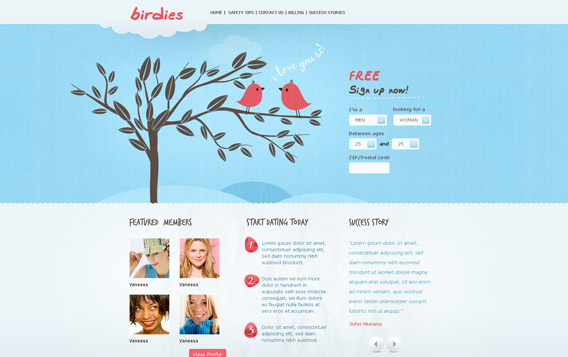 birdies
HOME | SAFETY TIPS | CONTACT US | BILLING | SUCCESS STORIES
i love you so!
FREE
Sign up now!
I'm a
looking for a
MEN
WOMAN
Between ages
25 and 25
ZIP/Postal code
FEATURED MEMBERS
Vanessa
Vanessa
Vanessa
Vanessa
view more
START DATING TODAY
1
Lorem ipsum dolor sit amet,
consectetuer adipiscing elit,
sed diam nonummy nibh
euismod tincidunt.
2
Duis autem vel eum iriure
dolor in hendrerit in
vulputate velit esse molestie
consequat, vel illum dolore
eu feugiat nulla facilisis at
vero eros et accumsan.
3
Dolor sit amet, consectetuer
adipiscing elit, sed diam
nonummy nibh euismod.
SUCCESS STORY
"Lorem ipsum dolor sit amet,
consectetuer adipiscing elit, sed
diam nonummy nibh euismod
tincidunt ut laoreet dolore magna
aliquam erat volutpat. sit wisi enim
ad minim veniam, quis nostrud
exercs tation ullamcorper suscipit
lobortis nisl ut aliquip."
John Murains